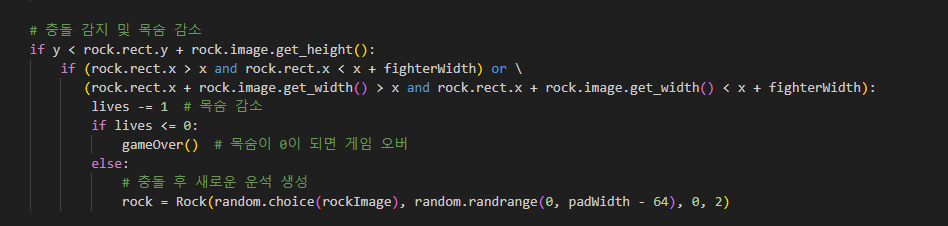 # 충돌 감지 및 목숨 감소
if y < rock.rect.y + rock.image.get_height():
if (rock.rect.x > x and rock.rect.x < x + fighterWidth) or \
(rock.rect.x + rock.image.get_width() > x and rock.rect.x + rock.image.get_width() < x + fighterWidth):
lives -= 1  # 목숨 감소
if lives <= 0:
gameOver()  # 목숨이 0이 되면 게임 오버
else:
# 충돌 후 새로운 운석 생성
rock = Rock(random.choice(rockImage), random.randrange(0, padWidth - 64), 0, 2)